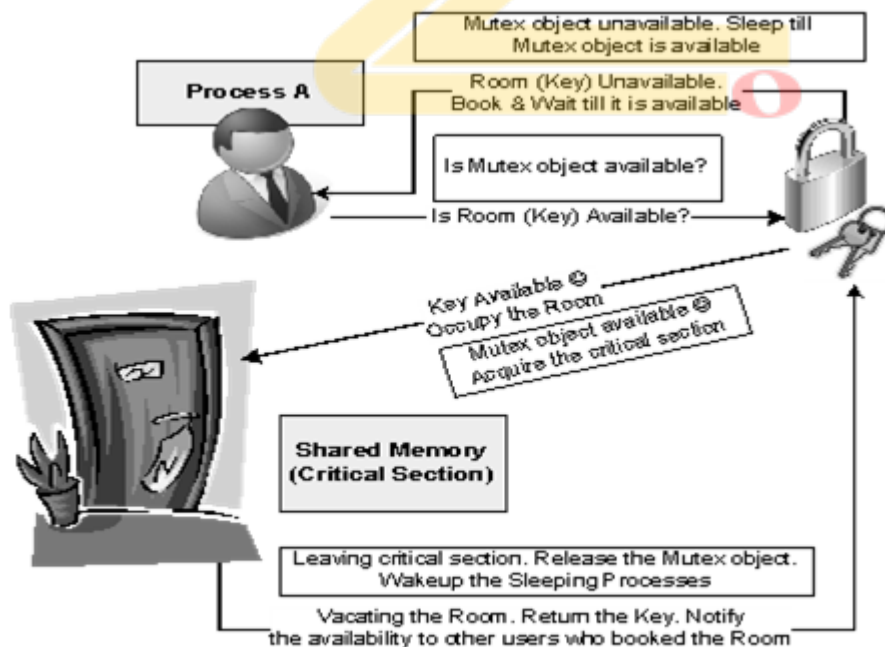 Mutex object unavailable. Sleep till
Mutex object is available
Process A
Room (Key) Unavailable.
Book & Wait till it is available
Is Mutex object available?
Is Room (Key) Available?
Key Available ☺
Occupy the Room
Mutex object available ☺
Acquire the critical section
Shared Memory
(Critical Section)
Leaving critical section. Release the Mutex object.
Wakeup the Sleeping Processes
Vacating the Room. Return the Key. Notify
the availability to other users who booked the Room